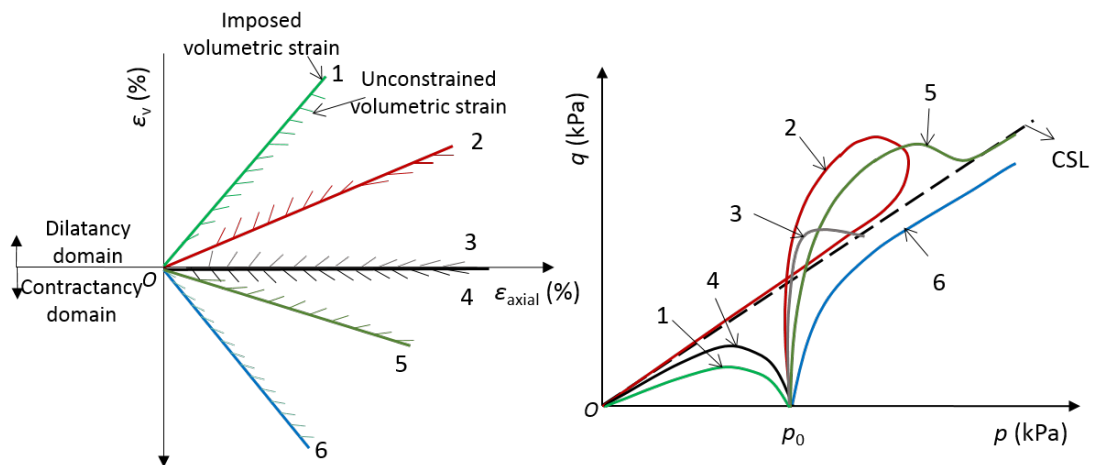 Imposed
volumetric strain
1
Unconstrained
volumetric strain
εv (%)
2
Dilatancy
domain
3
O
Contractancy
domain
4
εaxial (%)
5
6
q (kPa)
2
5
CSL
3
4
6
1
O
p0
p (kPa)